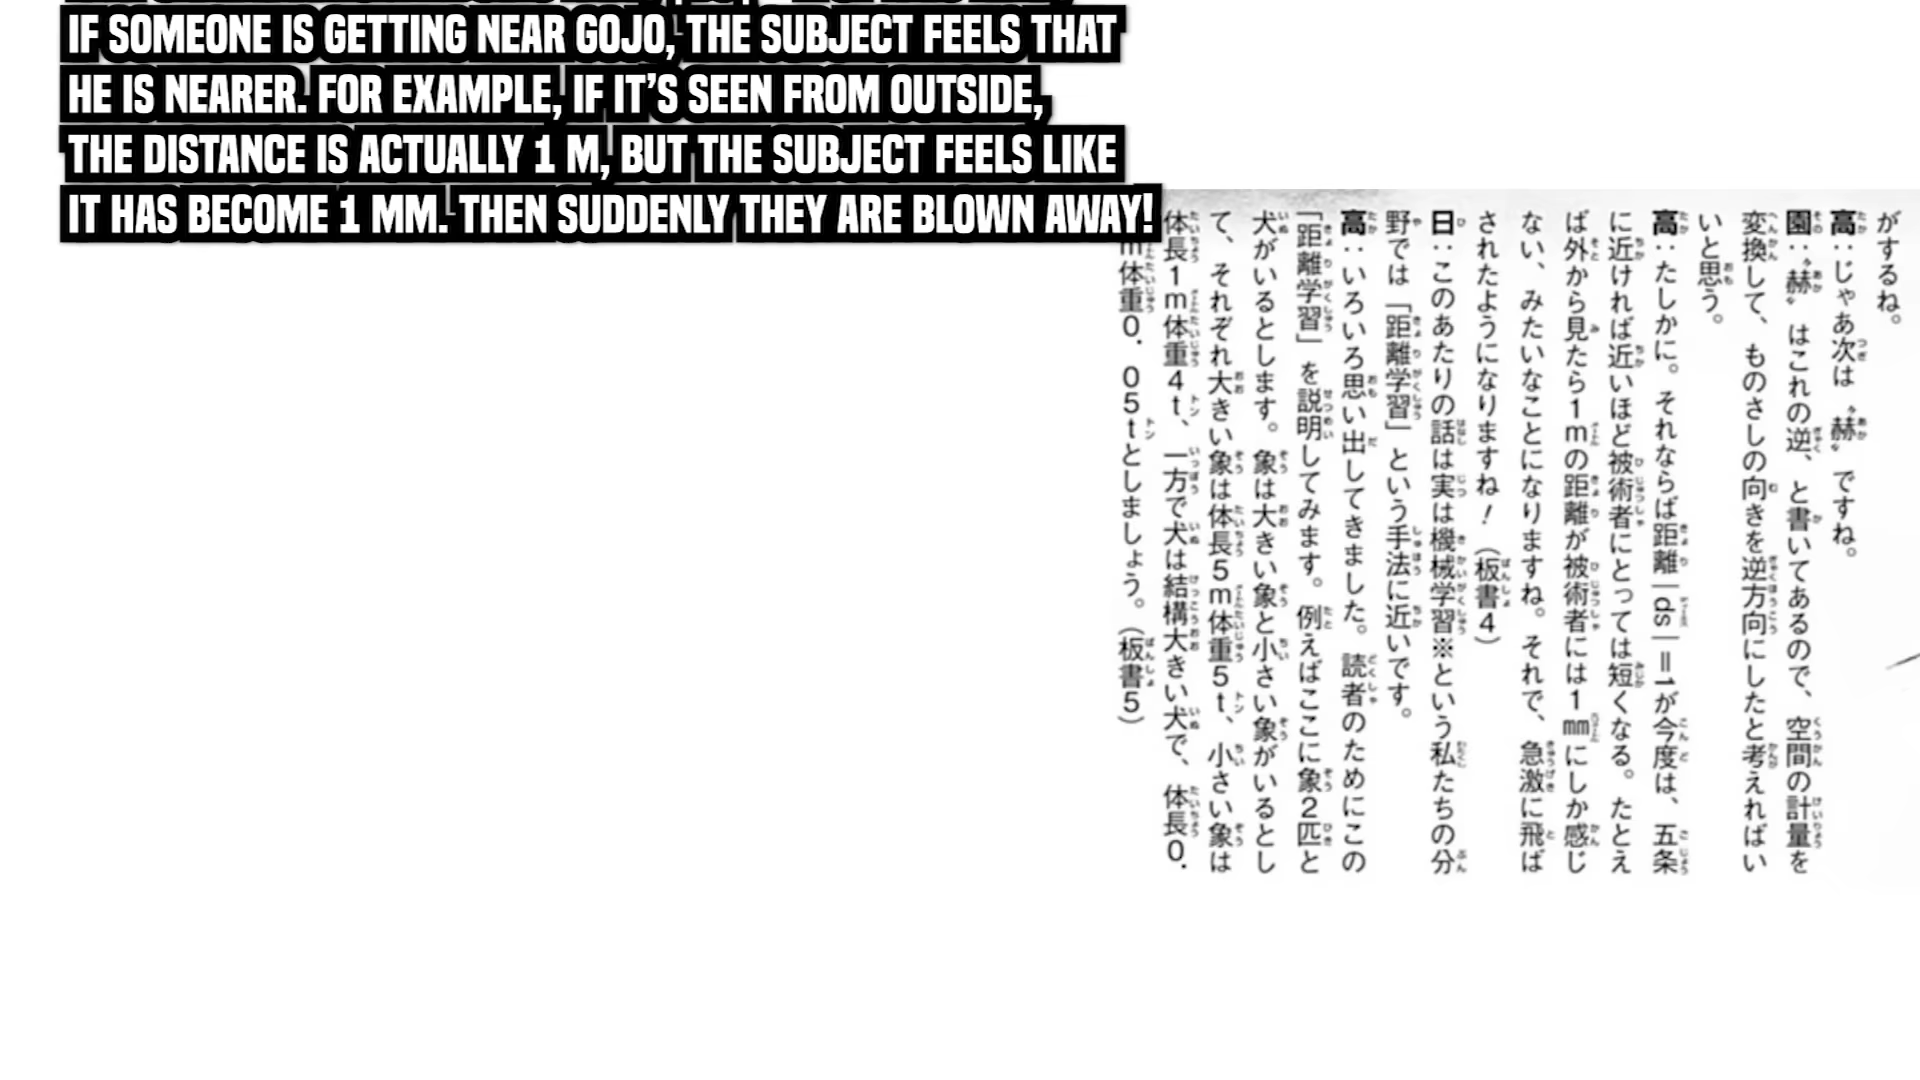 IF SOMEONE IS GETTING NEAR GOJO, THE SUBJECT FEELS THAT
HE IS NEARER. FOR EXAMPLE, IF IT'S SEEN FROM OUTSIDE,
THE DISTANCE IS ACTUALLY 1 M, BUT THE SUBJECT FEELS LIKE
IT HAS BECOME 1 MM. THEN SUDDENLY THEY ARE BLOWN AWAY!
がするね。
高：じゃあ次は〝赫〟ですね。
園：〝赫〟はこれの逆、と書いてあるので、空間の計量を
変換して、ものさしの向きを逆方向にしたと考えればい
いと思う。
高：たしかに。それならば距離｜ds｜＝1が今度は、五条
に近ければ近いほど被術者にとっては短くなる。たとえ
ば外から見たら1mの距離が被術者には1㎜にしか感じ
ない、みたいなことになりますね。それで、急激に飛ば
されたようになりますね！（板書4）
日：このあたりの話は実は機械学習※という私たちの分
野では「距離学習」という手法に近いです。
高：いろいろ思い出してきました。読者のためにこの
「距離学習」を説明してみます。例えばここに象2匹と
犬がいるとします。象は大きい象と小さい象がいるとし
て、それぞれ大きい象は体長5m体重5t、小さい象は
体長1m体重4t、一方で犬は結構大きい犬で、体長0.
m体重0.05tとしましょう。（板書5）